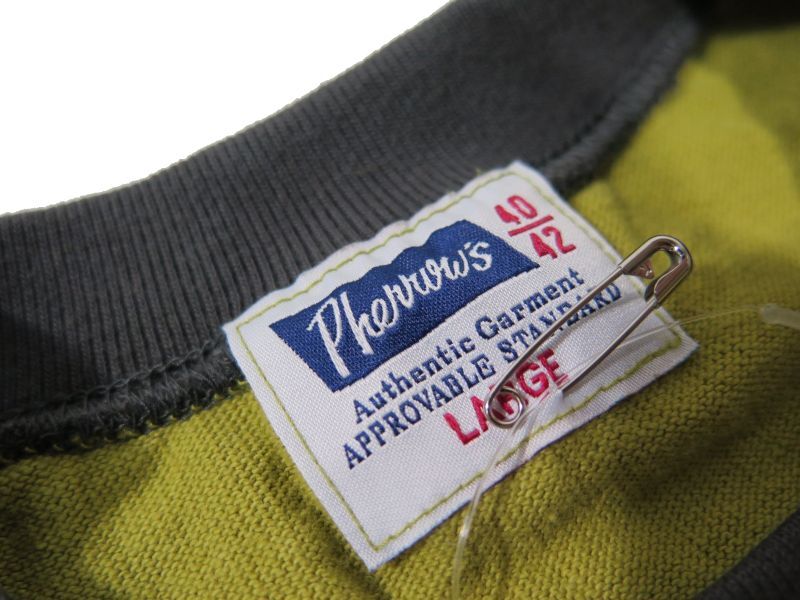 Pherrow's
40
42
Authentic Garment
APPROVABLE STANDARD
LARGE